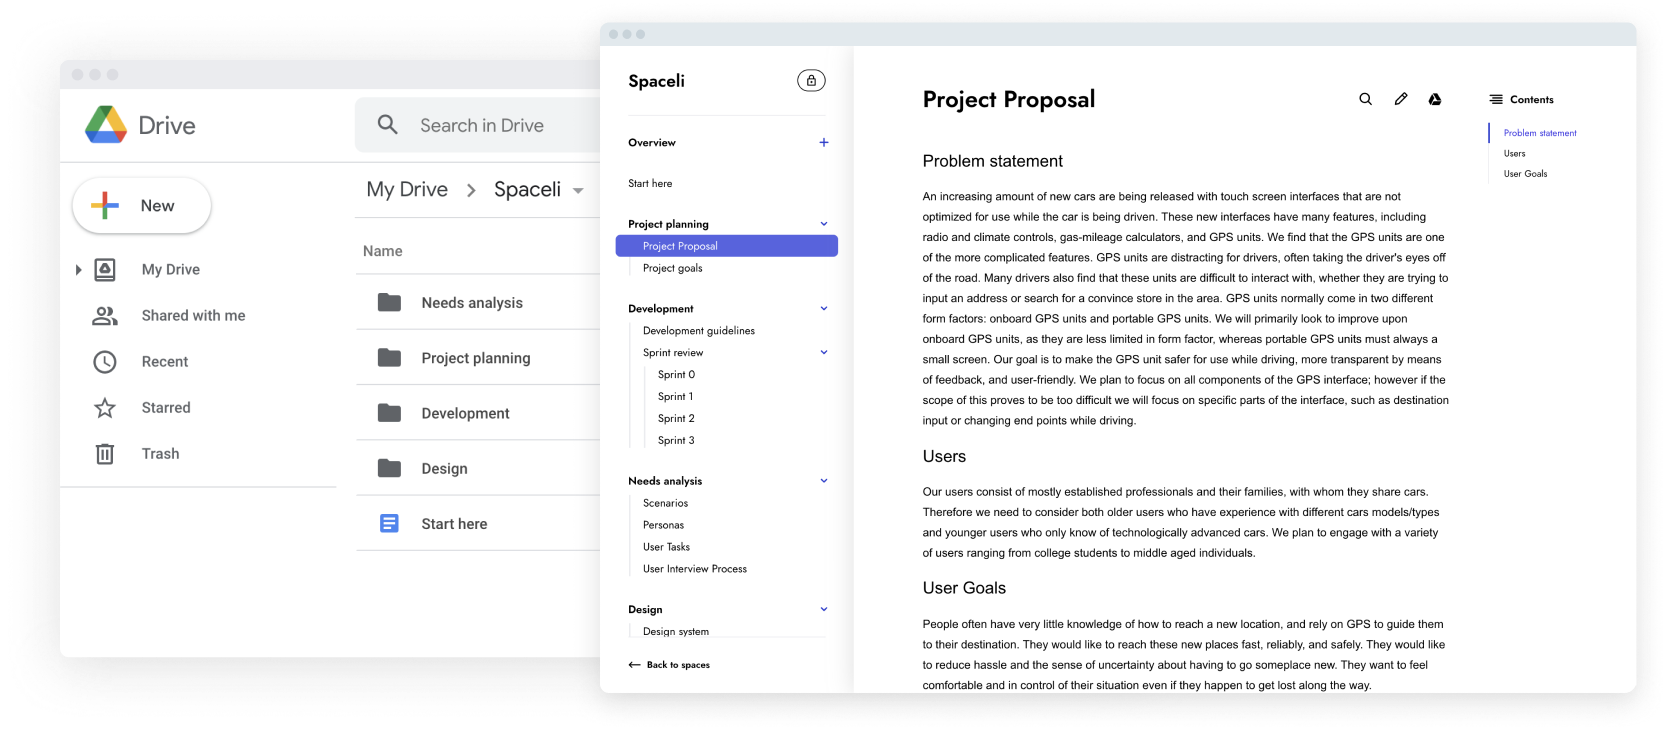 Drive
Search in Drive
New
My Drive
Shared with me
Recent
Starred
Trash
My Drive > Spaceli
Name
Needs analysis
Project planning
Development
Design
Start here
Spaceli
Overview +
Start here
Project planning
Project Proposal
Project goals
Development
Development guidelines
Sprint review
Sprint 0
Sprint 1
Sprint 2
Sprint 3
Needs analysis
Scenarios
Personas
User Tasks
User Interview Process
Design
Design system
← Back to spaces
Project Proposal
Problem statement
An increasing amount of new cars are being released with touch screen interfaces that are not
optimized for use while the car is being driven. These new interfaces have many features, including
radio and climate controls, gas-mileage calculators, and GPS units. We find that the GPS units are one
of the more complicated features. GPS units are distracting for drivers, often taking the driver's eyes off
of the road. Many drivers also find that these units are difficult to interact with, whether they are trying to
input an address or search for a convince store in the area. GPS units normally come in two different
form factors: onboard GPS units and portable GPS units. We will primarily look to improve upon
onboard GPS units, as they are less limited in form factor, whereas portable GPS units must always a
small screen. Our goal is to make the GPS unit safer for use while driving, more transparent by means
of feedback, and user-friendly. We plan to focus on all components of the GPS interface; however if the
scope of this proves to be too difficult we will focus on specific parts of the interface, such as destination
input or changing end points while driving.
Users
Our users consist of mostly established professionals and their families, with whom they share cars.
Therefore we need to consider both older users who have experience with different cars models/types
and younger users who only know of technologically advanced cars. We plan to engage with a variety
of users ranging from college students to middle aged individuals.
User Goals
People often have very little knowledge of how to reach a new location, and rely on GPS to guide them
to their destination. They would like to reach these new places fast, reliably, and safely. They would like
to reduce hassle and the sense of uncertainty about having to go someplace new. They want to feel
comfortable and in control of their situation even if they happen to get lost along the way.
Contents
Problem statement
Users
User Goals